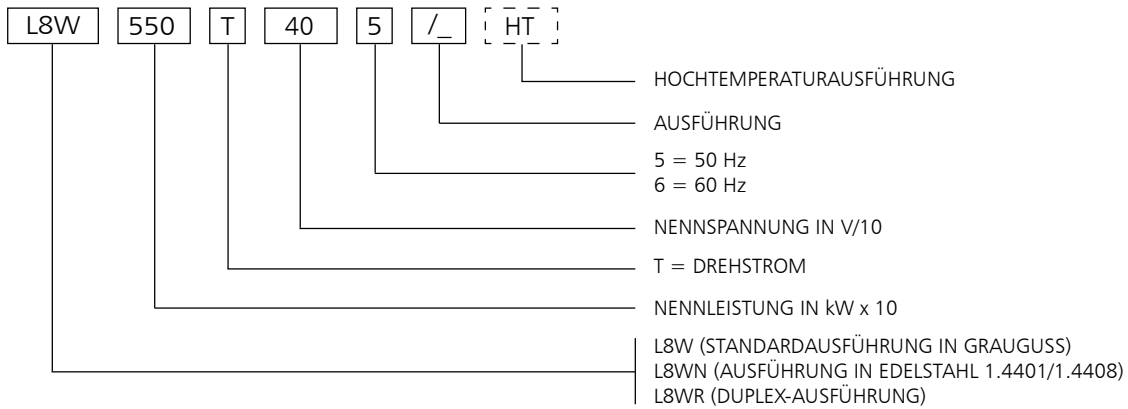 L8W 550 T 40 5 /_ HT
HOCHTEMPERATURAUSFÜHRUNG
AUSFÜHRUNG
5 = 50 Hz
6 = 60 Hz
NENNSPANNUNG IN V/10
T = DREHSTROM
NENNLEISTUNG IN kW x 10
L8W (STANDARDAUSFÜHRUNG IN GRAUGUSS)
L8WN (AUSFÜHRUNG IN EDELSTAHL 1.4401/1.4408)
L8WR (DUPLEX-AUSFÜHRUNG)